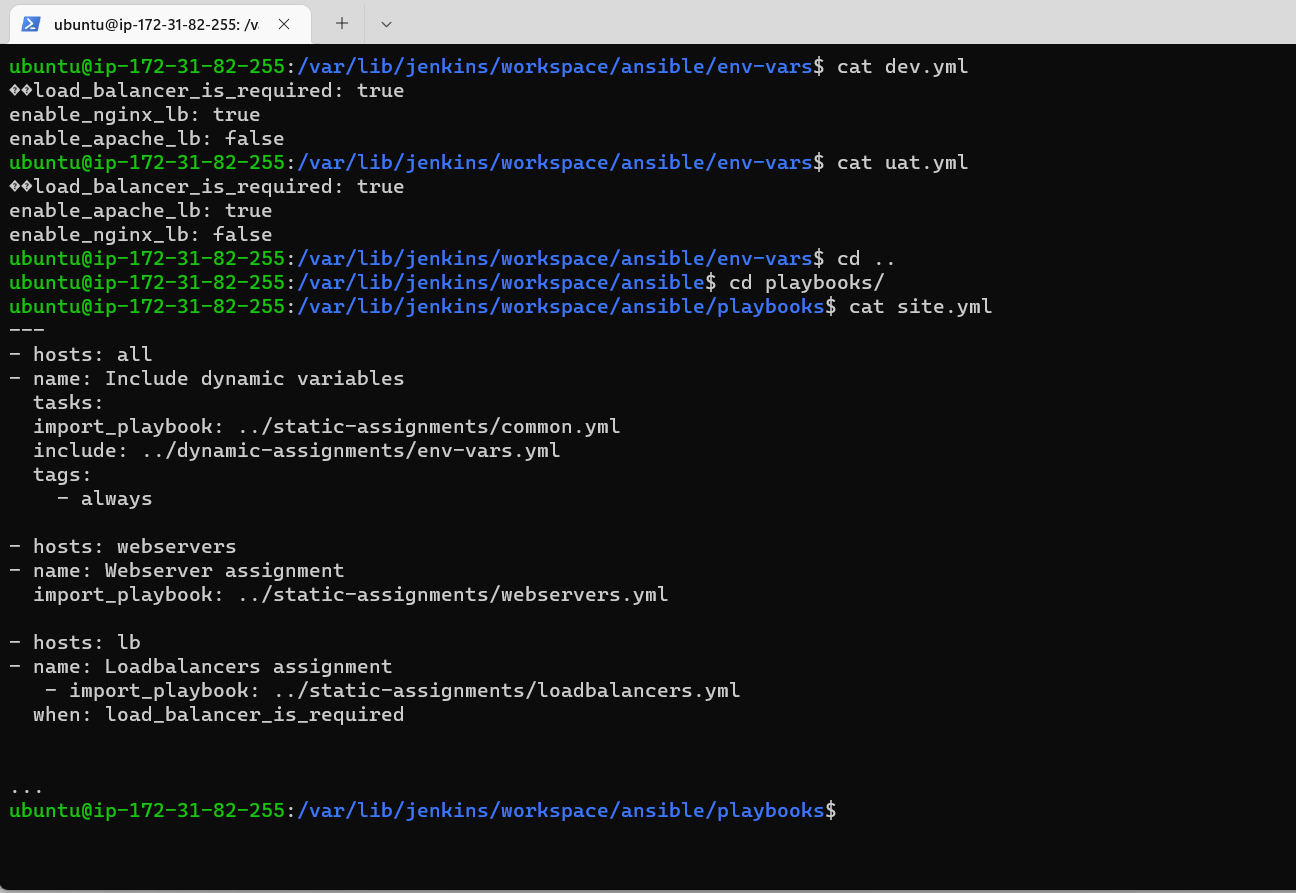 ubuntu@ip-172-31-82-255: /v
ubuntu@ip-172-31-82-255:/var/lib/jenkins/workspace/ansible/env-vars$ cat dev.yml
��load_balancer_is_required: true
enable_nginx_lb: true
enable_apache_lb: false
ubuntu@ip-172-31-82-255:/var/lib/jenkins/workspace/ansible/env-vars$ cat uat.yml
��load_balancer_is_required: true
enable_apache_lb: true
enable_nginx_lb: false
ubuntu@ip-172-31-82-255:/var/lib/jenkins/workspace/ansible/env-vars$ cd ..
ubuntu@ip-172-31-82-255:/var/lib/jenkins/workspace/ansible$ cd playbooks/
ubuntu@ip-172-31-82-255:/var/lib/jenkins/workspace/ansible/playbooks$ cat site.yml
---
- hosts: all
- name: Include dynamic variables
  tasks:
  import_playbook: ../static-assignments/common.yml
  include: ../dynamic-assignments/env-vars.yml
  tags:
    - always

- hosts: webservers
- name: Webserver assignment
  import_playbook: ../static-assignments/webservers.yml

- hosts: lb
- name: Loadbalancers assignment
   - import_playbook: ../static-assignments/loadbalancers.yml
  when: load_balancer_is_required


...
ubuntu@ip-172-31-82-255:/var/lib/jenkins/workspace/ansible/playbooks$